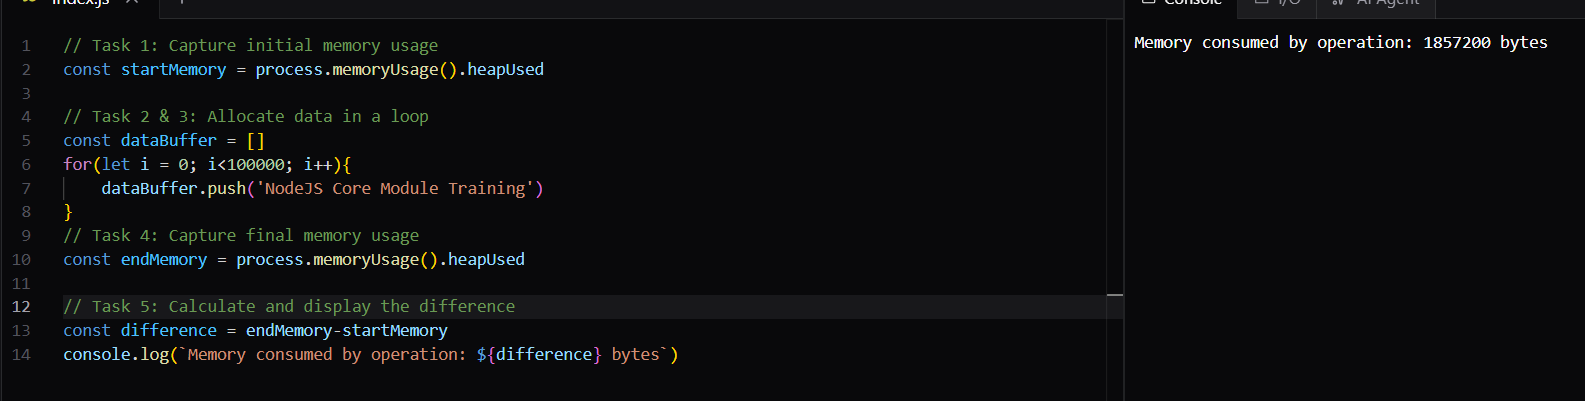 index.js
Console
I/O
AI Agent
1 // Task 1: Capture initial memory usage
2 const startMemory = process.memoryUsage().heapUsed
3
4 // Task 2 & 3: Allocate data in a loop
5 const dataBuffer = []
6 for(let i = 0; i<100000; i++){
7 dataBuffer.push('NodeJS Core Module Training')
8 }
9 // Task 4: Capture final memory usage
10 const endMemory = process.memoryUsage().heapUsed
11
12 // Task 5: Calculate and display the difference
13 const difference = endMemory-startMemory
14 console.log(`Memory consumed by operation: ${difference} bytes`)
Memory consumed by operation: 1857200 bytes